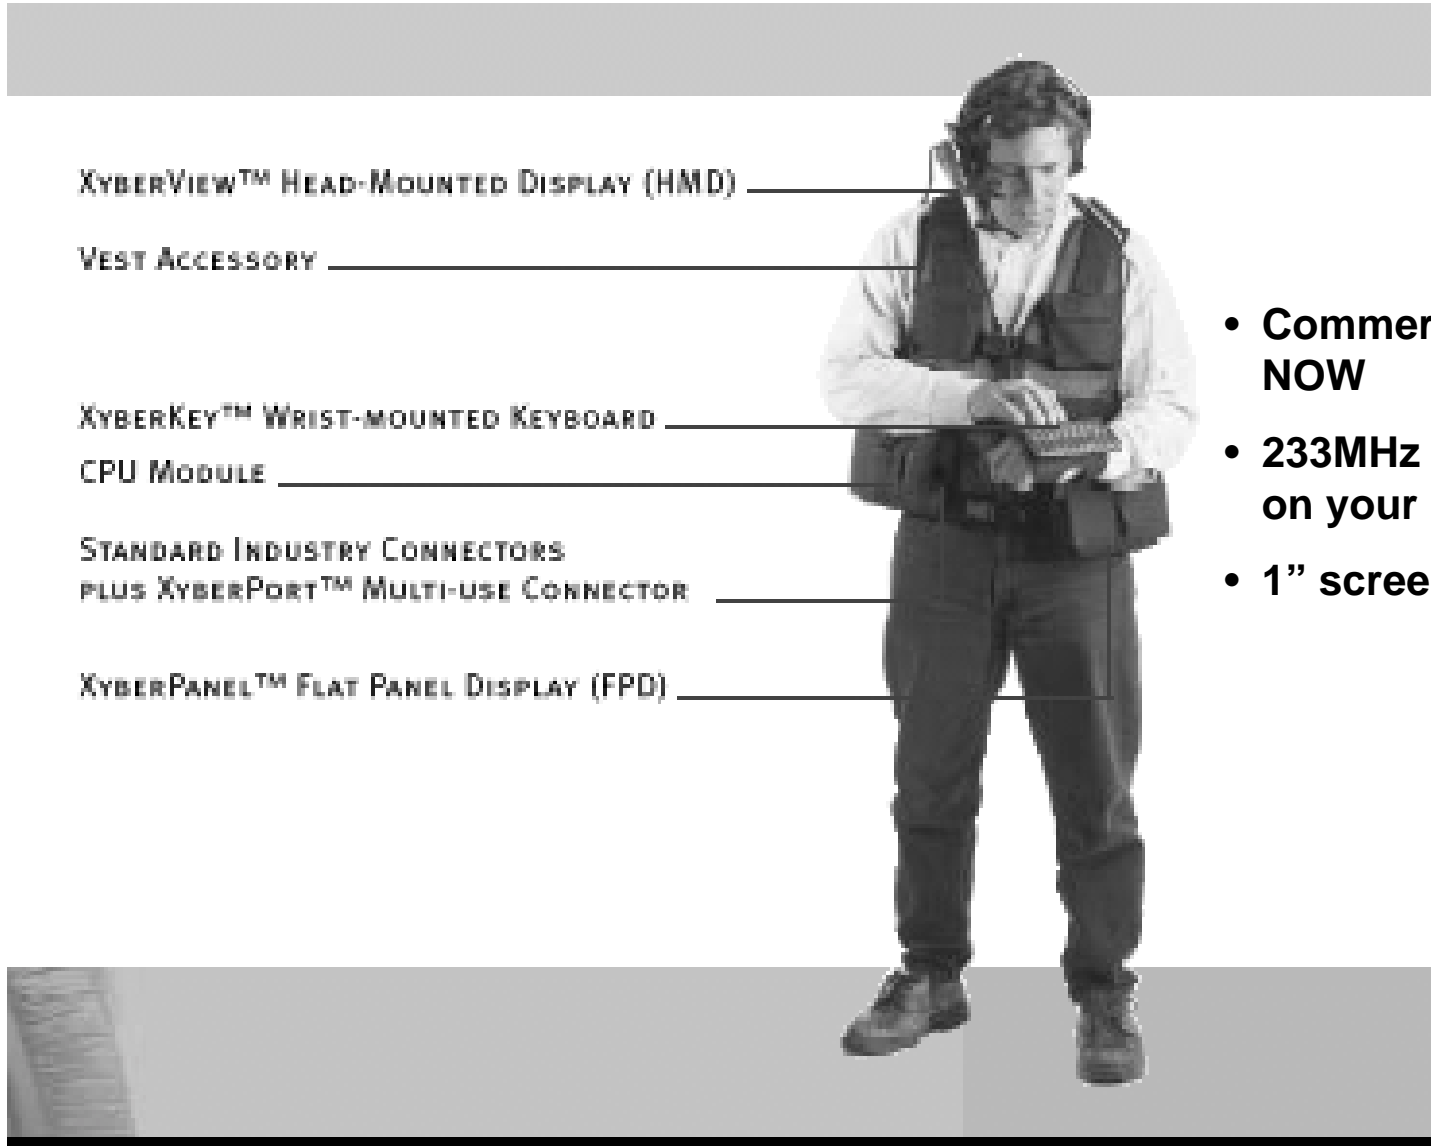 XyberView™ Head-Mounted Display (HMD)
Vest Accessory
XyberKey™ Wrist-mounted Keyboard
CPU Module
Standard Industry Connectors
plus XyberPort™ Multi-use Connector
XyberPanel™ Flat Panel Display (FPD)
• Commer
NOW
• 233MHz
on your
• 1” scree